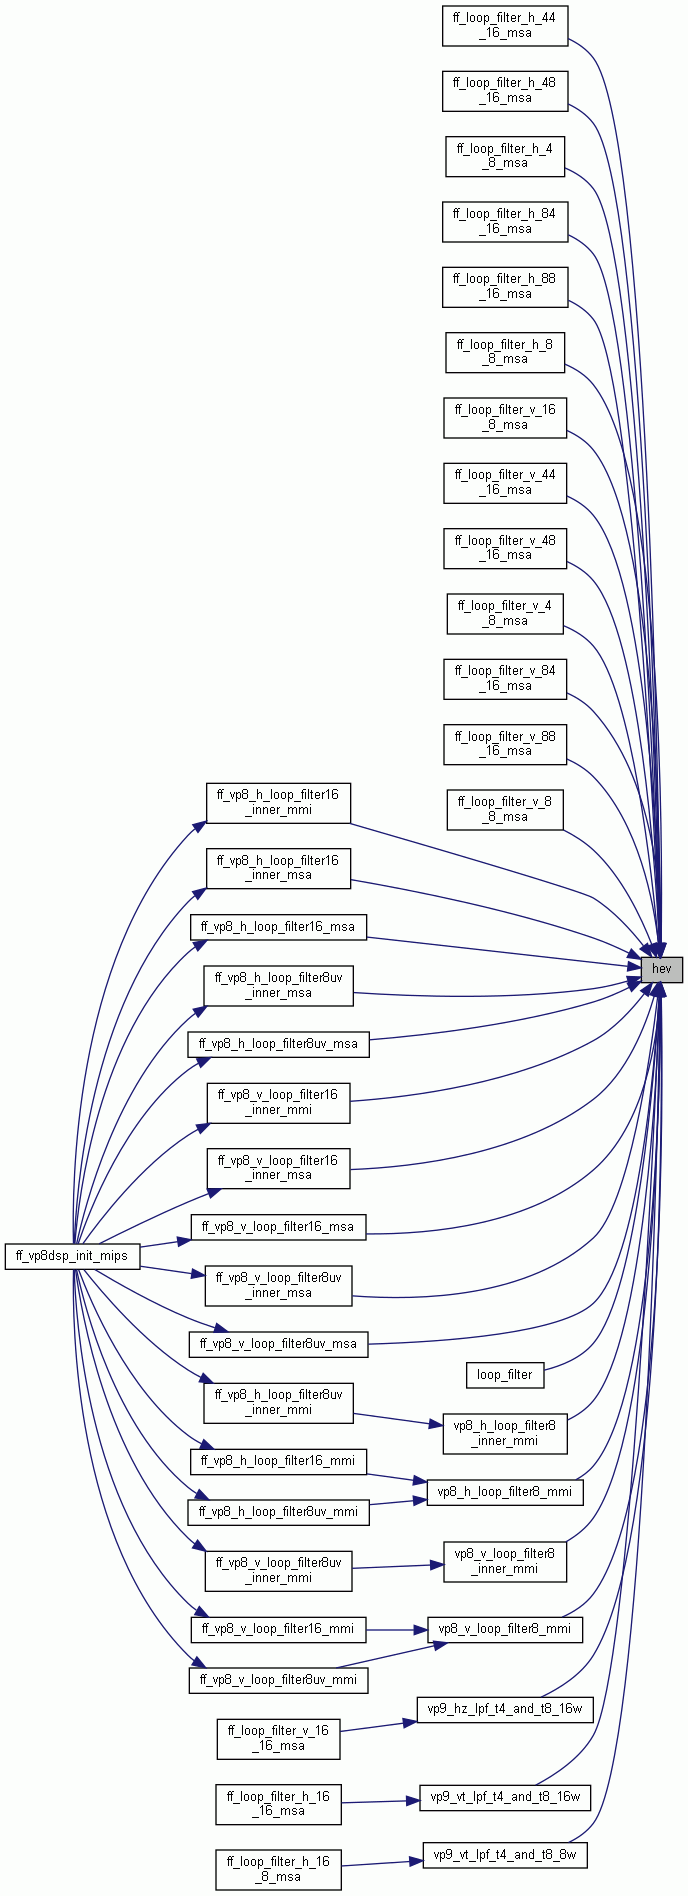 ff_loop_filter_h_44
_16_msa
ff_loop_filter_h_48
_16_msa
ff_loop_filter_h_4
_8_msa
ff_loop_filter_h_84
_16_msa
ff_loop_filter_h_88
_16_msa
ff_loop_filter_h_8
_8_msa
ff_loop_filter_v_16
_8_msa
ff_loop_filter_v_44
_16_msa
ff_loop_filter_v_48
_16_msa
ff_loop_filter_v_4
_8_msa
ff_loop_filter_v_84
_16_msa
ff_loop_filter_v_88
_16_msa
ff_loop_filter_v_8
_8_msa
ff_vp8_h_loop_filter16
_inner_mmi
ff_vp8_h_loop_filter16
_inner_msa
ff_vp8_h_loop_filter16_msa
hev
ff_vp8_h_loop_filter8uv
_inner_msa
ff_vp8_h_loop_filter8uv_msa
ff_vp8_v_loop_filter16
_inner_mmi
ff_vp8_v_loop_filter16
_inner_msa
ff_vp8_v_loop_filter16_msa
ff_vp8dsp_init_mips
ff_vp8_v_loop_filter8uv
_inner_msa
ff_vp8_v_loop_filter8uv_msa
loop_filter
ff_vp8_h_loop_filter8uv
_inner_mmi
vp8_h_loop_filter8
_inner_mmi
ff_vp8_h_loop_filter16_mmi
vp8_h_loop_filter8_mmi
ff_vp8_h_loop_filter8uv_mmi
ff_vp8_v_loop_filter8uv
_inner_mmi
vp8_v_loop_filter8
_inner_mmi
ff_vp8_v_loop_filter16_mmi
vp8_v_loop_filter8_mmi
ff_vp8_v_loop_filter8uv_mmi
vp9_hz_lpf_t4_and_t8_16w
ff_loop_filter_v_16
_16_msa
vp9_vt_lpf_t4_and_t8_16w
ff_loop_filter_h_16
_16_msa
vp9_vt_lpf_t4_and_t8_8w
ff_loop_filter_h_16
_8_msa